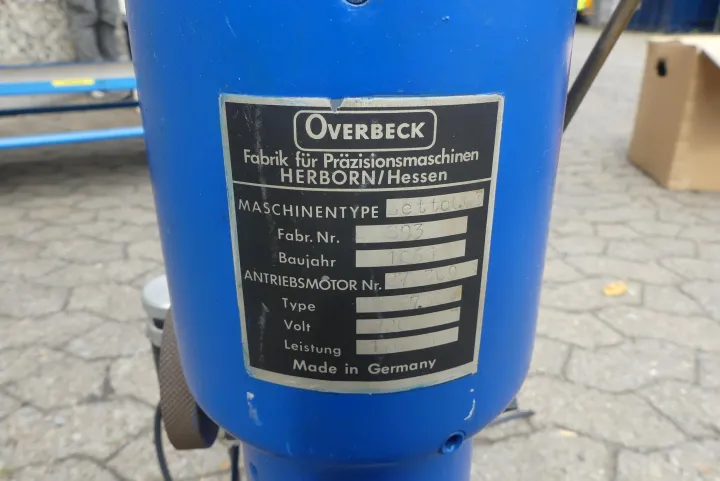 OVERBECK
Fabrik für Präzisionsmaschinen
HERBORN/Hessen
MASCHINENTYPE
Fabr. Nr.
Baujahr
ANTRIEBSMOTOR Nr.
Type
Volt
Leistung
Made in Germany